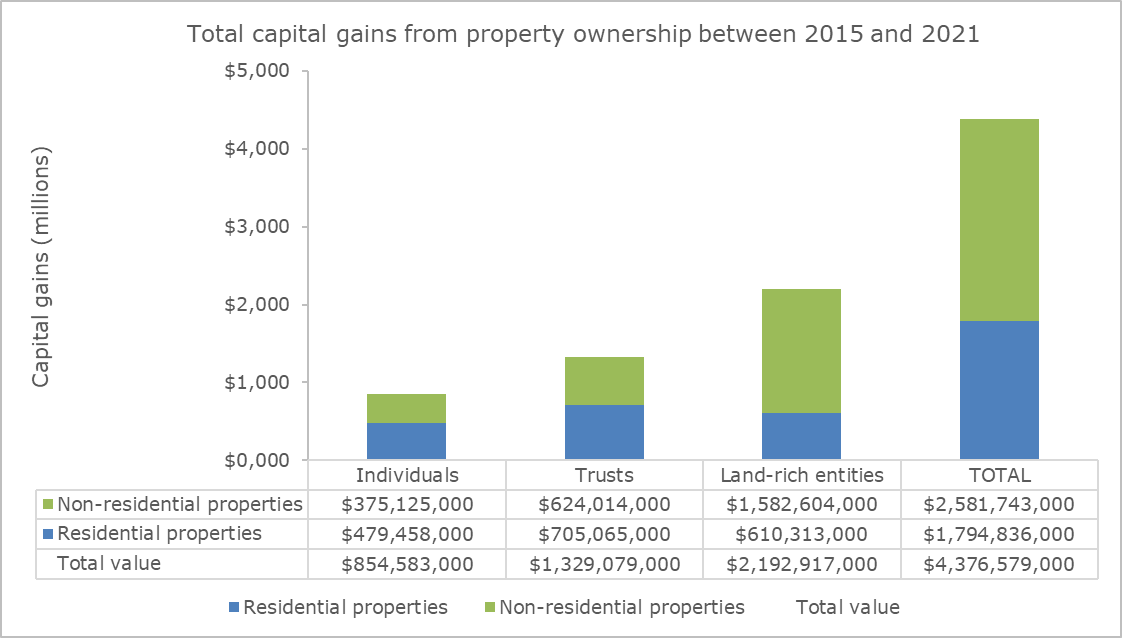 Total capital gains from property ownership between 2015 and 2021
Capital gains (millions)
$5,000
$4,000
$3,000
$2,000
$1,000
$0,000
Individuals Trusts Land-rich entities TOTAL
Non-residential properties $375,125,000 $624,014,000 $1,582,604,000 $2,581,743,000
Residential properties $479,458,000 $705,065,000 $610,313,000 $1,794,836,000
Total value $854,583,000 $1,329,079,000 $2,192,917,000 $4,376,579,000
Residential properties Non-residential properties Total value